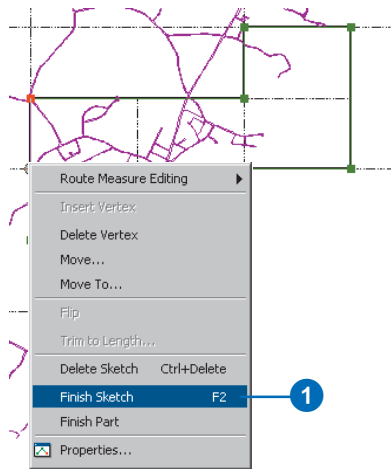 Route Measure Editing
Insert Vertex
Delete Vertex
Move...
Move To...
Flip
Trim to Length...
Delete Sketch Ctrl+Delete
Finish Sketch F2 1
Finish Part
Properties...